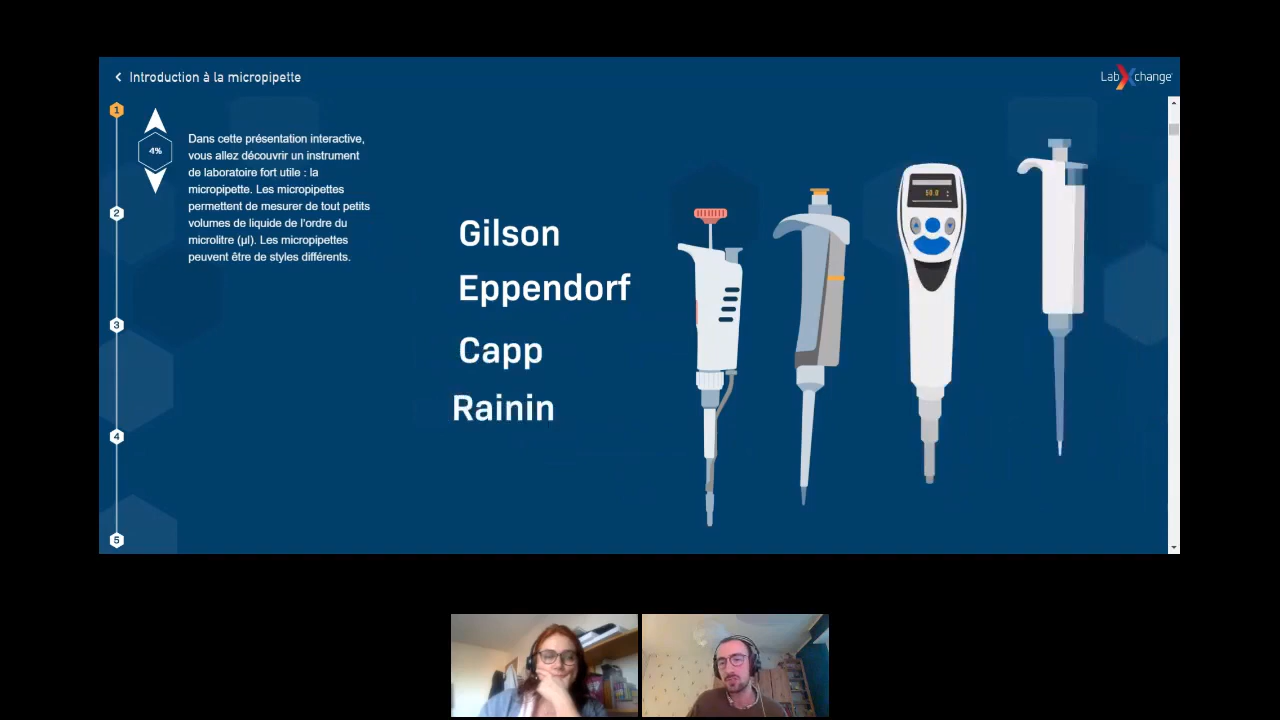 Introduction à la micropipette
LabXchange
1
4%
Dans cette présentation interactive,
vous allez découvrir un instrument
de laboratoire fort utile : la
micropipette. Les micropipettes
permettent de mesurer de tout petits
volumes de liquide de l'ordre du
microlitre (µl). Les micropipettes
peuvent être de styles différents.
2
3
4
5
Gilson
Eppendorf
Capp
Rainin